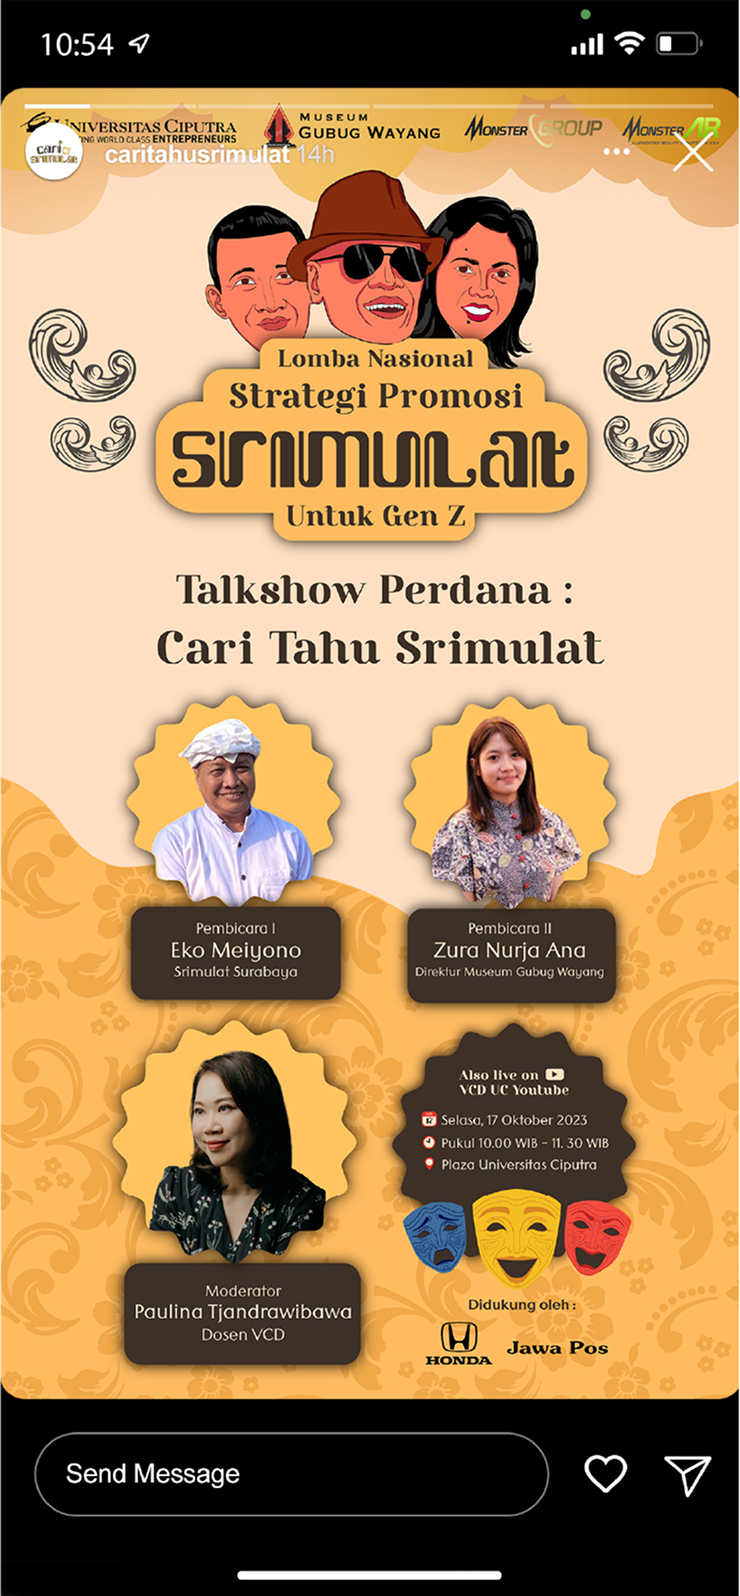 10:54
UNIVERSITAS CIPUTRA
ING WORLD CLASS ENTREPRENEURS
MUSEUM
GUBUG WAYANG
MONSTER GROUP
MONSTER AR
cari
srimulat
caritahusrimulat 14h
Lomba Nasional
Strategi Promosi
srimulat
Untuk Gen Z
Talkshow Perdana :
Cari Tahu Srimulat
Pembicara I
Eko Meiyono
Srimulat Surabaya
Pembicara II
Zura Nurja Ana
Direktur Museum Gubug Wayang
Also live on
VCD UC Youtube
Selasa, 17 Oktober 2023
Pukul 10.00 WIB - 11. 30 WIB
Plaza Universitas Ciputra
Moderator
Paulina Tjandrawibawa
Dosen VCD
Didukung oleh :
HONDA
Jawa Pos
Send Message